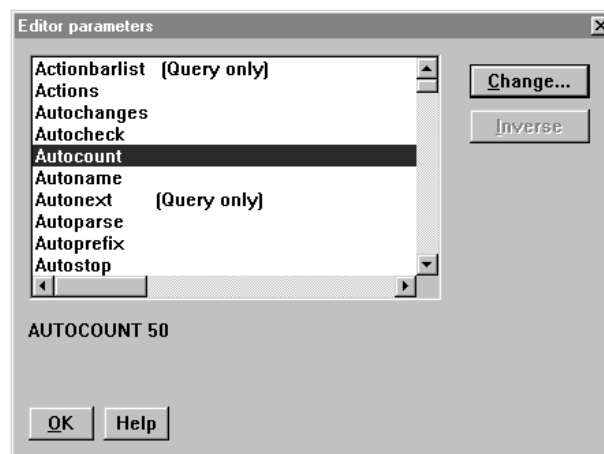 Editor parameters
Actionbarlist (Query only)
Actions
Autochanges
Autocheck
Autocount
Autoname
Autonext (Query only)
Autoparse
Autoprefix
Autostop
Change...
Inverse
AUTOCOUNT 50
OK
Help